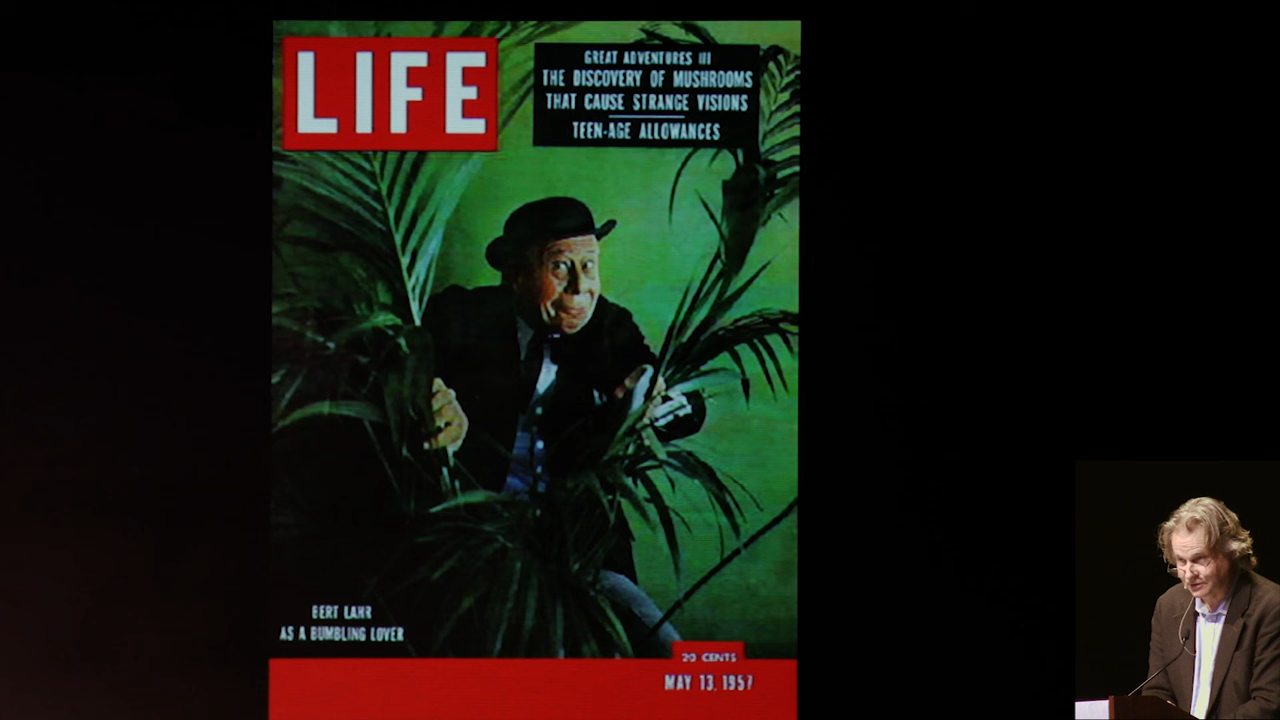 LIFE
GREAT ADVENTURES III
THE DISCOVERY OF MUSHROOMS
THAT CAUSE STRANGE VISIONS
TEEN-AGE ALLOWANCES
BERT LAHR
AS A BUMBLING LOVER
20 CENTS
MAY 13, 1957